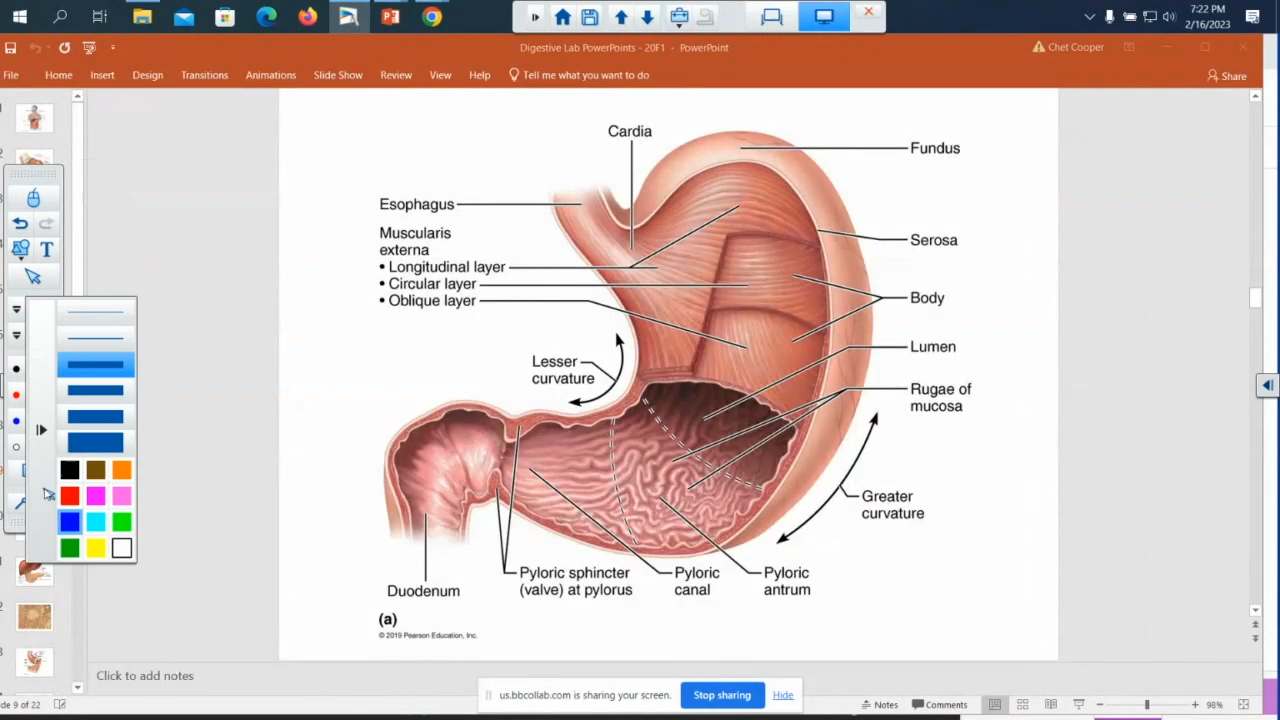 7:22 PM
2/16/2023
Digestive Lab PowerPoints - 20F1 - PowerPoint
Chet Cooper
File Home Insert Design Transitions Animations Slide Show Review View Help Tell me what you want to do
Share
Cardia
Fundus
Esophagus
Muscularis
externa
• Longitudinal layer
• Circular layer
• Oblique layer
Serosa
Body
Lumen
Lesser
curvature
Rugae of
mucosa
Greater
curvature
Duodenum
Pyloric sphincter
(valve) at pylorus
Pyloric
canal
Pyloric
antrum
(a)
© 2019 Pearson Education, Inc.
T
Click to add notes
us.bbcollab.com is sharing your screen.
Stop sharing
Hide
de 9 of 22
Notes
Comments
98%